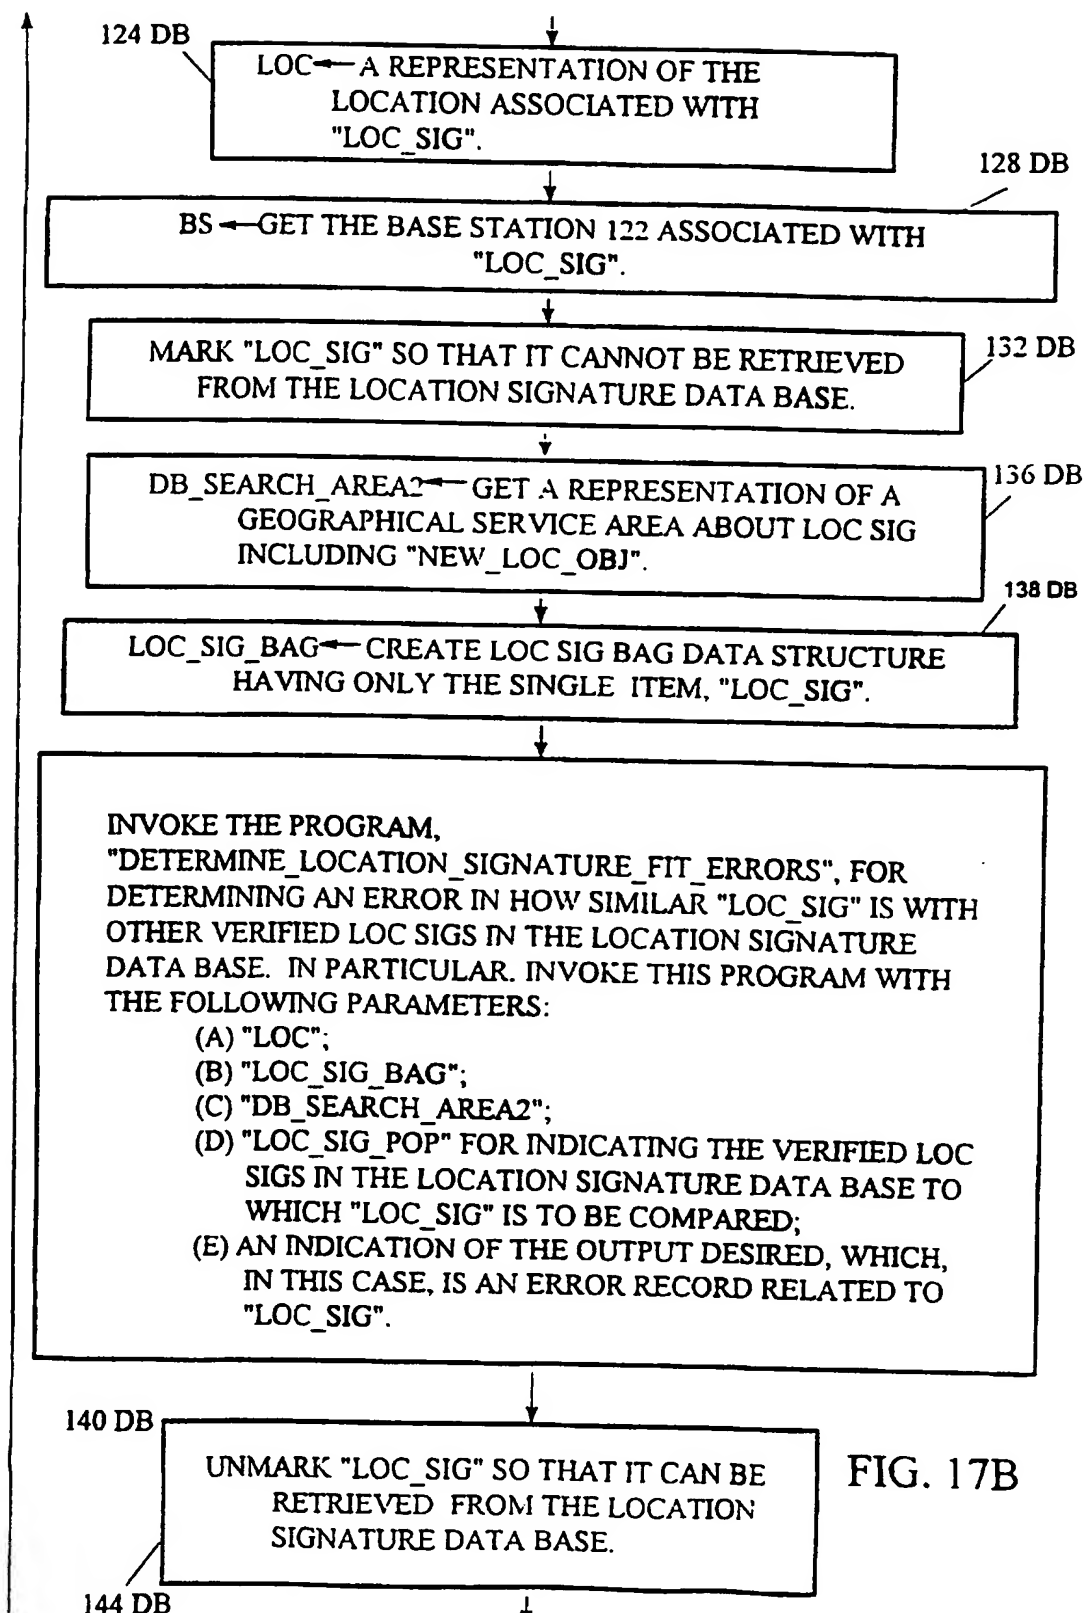 124 DB
LOC←A REPRESENTATION OF THE
LOCATION ASSOCIATED WITH
"LOC_SIG".
128 DB
BS←GET THE BASE STATION 122 ASSOCIATED WITH
"LOC_SIG".
MARK "LOC_SIG" SO THAT IT CANNOT BE RETRIEVED
FROM THE LOCATION SIGNATURE DATA BASE.
132 DB
DB_SEARCH_AREA2← GET A REPRESENTATION OF A
GEOGRAPHICAL SERVICE AREA ABOUT LOC SIG
INCLUDING "NEW_LOC_OBJ".
136 DB
138 DB
LOC_SIG_BAG←CREATE LOC SIG BAG DATA STRUCTURE
HAVING ONLY THE SINGLE ITEM, "LOC_SIG".
INVOKE THE PROGRAM,
"DETERMINE_LOCATION_SIGNATURE_FIT_ERRORS", FOR
DETERMINING AN ERROR IN HOW SIMILAR "LOC_SIG" IS WITH
OTHER VERIFIED LOC SIGS IN THE LOCATION SIGNATURE
DATA BASE. IN PARTICULAR. INVOKE THIS PROGRAM WITH
THE FOLLOWING PARAMETERS:
(A) "LOC";
(B) "LOC_SIG_BAG";
(C) "DB_SEARCH_AREA2";
(D) "LOC_SIG_POP" FOR INDICATING THE VERIFIED LOC
SIGS IN THE LOCATION SIGNATURE DATA BASE TO
WHICH "LOC_SIG" IS TO BE COMPARED;
(E) AN INDICATION OF THE OUTPUT DESIRED, WHICH,
IN THIS CASE, IS AN ERROR RECORD RELATED TO
"LOC_SIG".
140 DB
UNMARK "LOC_SIG" SO THAT IT CAN BE
RETRIEVED FROM THE LOCATION
SIGNATURE DATA BASE.
FIG. 17B
144 DB